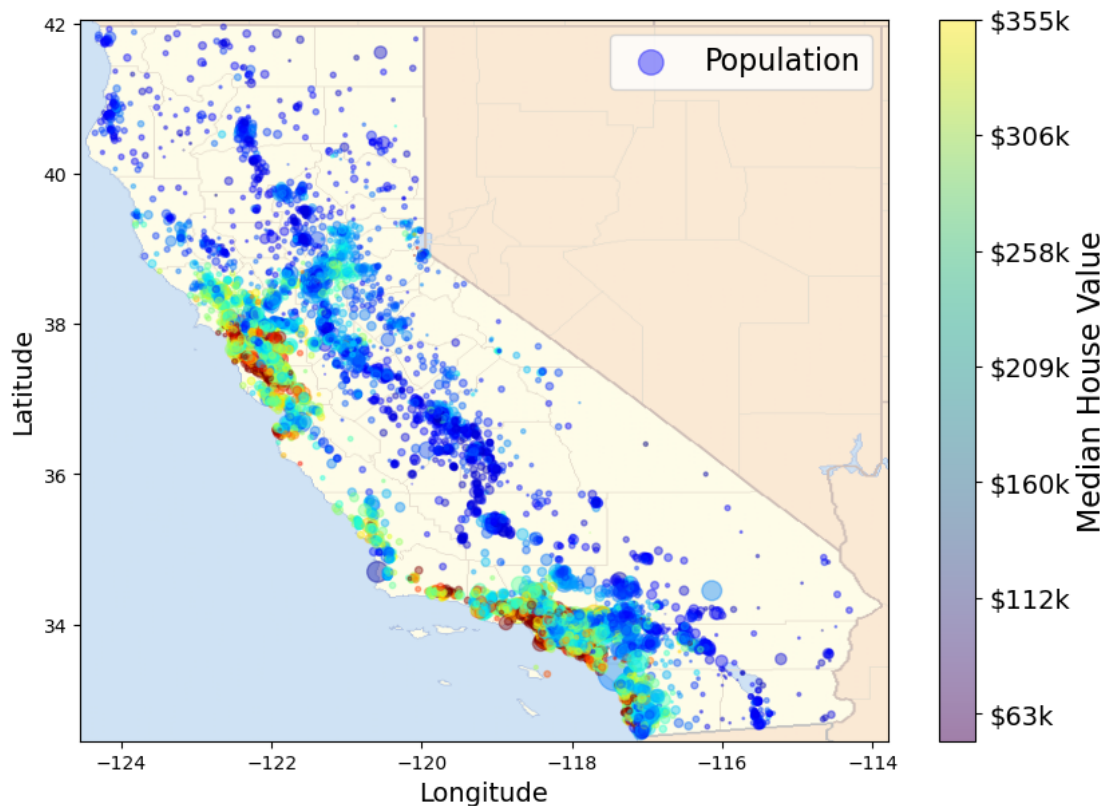 Population
42
40
38
36
34
Latitude
−124
−122
−120
−118
−116
−114
Longitude
$355k
$306k
$258k
$209k
$160k
$112k
$63k
Median House Value